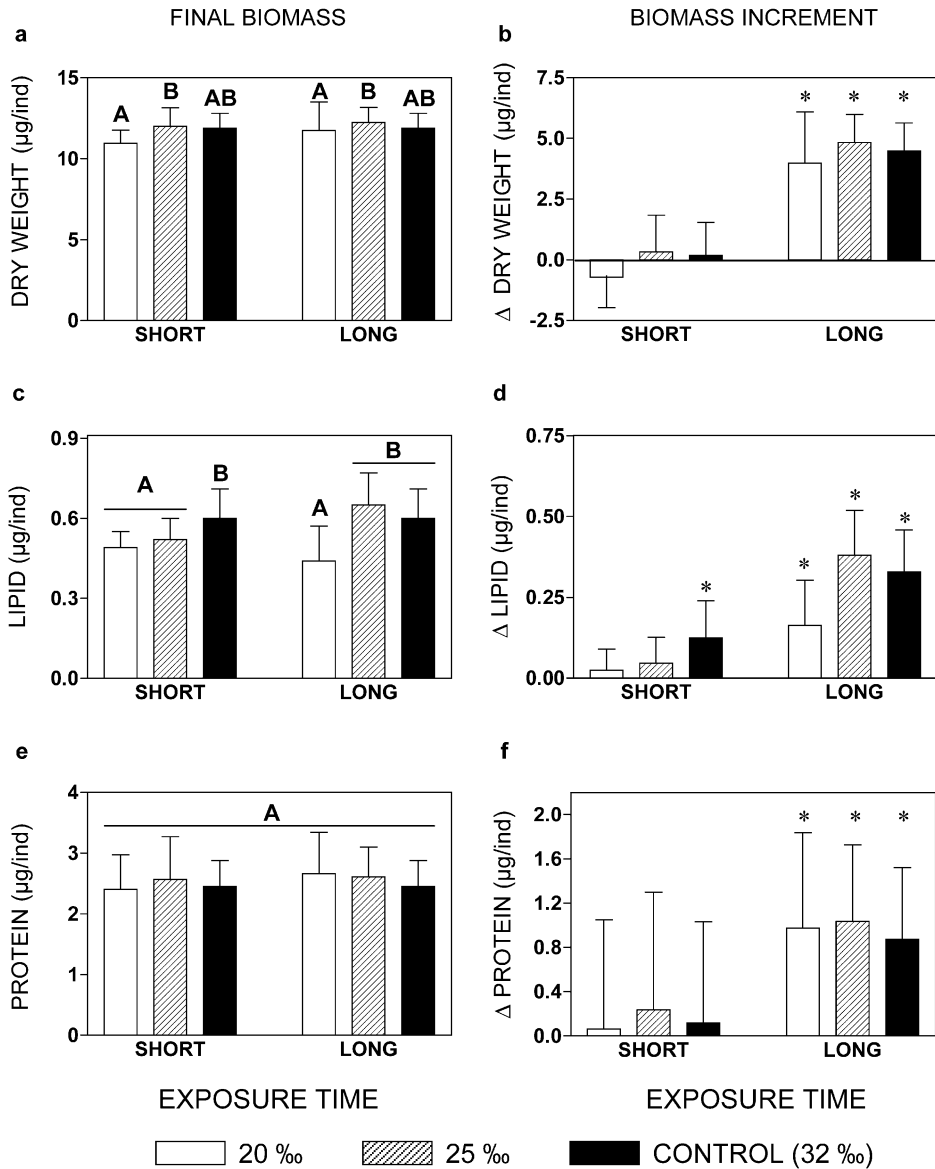 FINAL BIOMASS
BIOMASS INCREMENT
a
DRY WEIGHT (µg/ind)
15
10
5
0
A
B
AB
A
B
AB
SHORT
LONG
b
Δ DRY WEIGHT (µg/ind)
7.5
5.0
2.5
0.0
-2.5
*
*
*
SHORT
LONG
c
LIPID (µg/ind)
0.9
0.6
0.3
0.0
A
B
A
B
SHORT
LONG
d
Δ LIPID (µg/ind)
0.75
0.50
0.25
0.00
*
*
*
*
SHORT
LONG
e
PROTEIN (µg/ind)
4
3
2
1
0
A
SHORT
LONG
EXPOSURE TIME
f
Δ PROTEIN (µg/ind)
2.0
1.6
1.2
0.8
0.4
0.0
*
*
*
SHORT
LONG
EXPOSURE TIME
20 ‰
25 ‰
CONTROL (32 ‰)